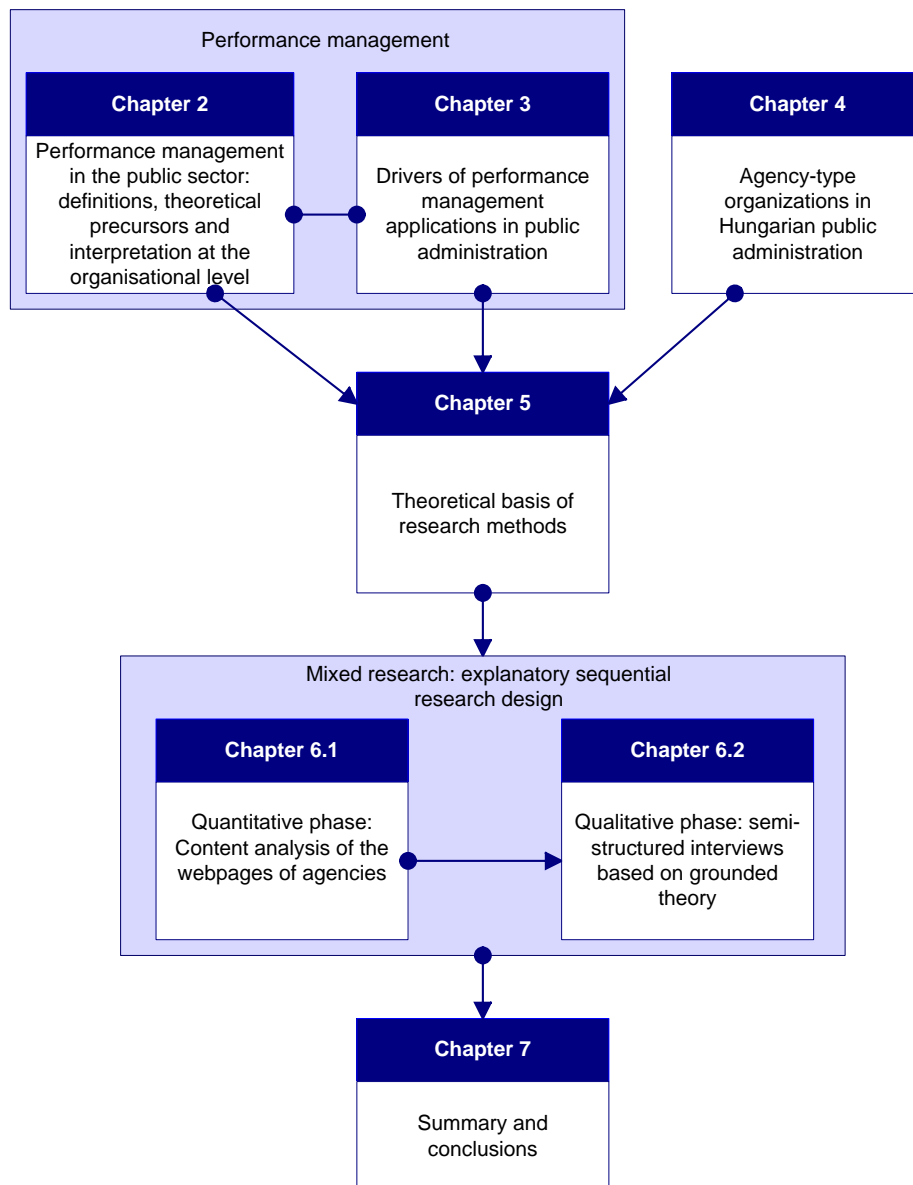 Performance management
Chapter 2
Performance management
in the public sector:
definitions, theoretical
precursors and
interpretation at the
organisational level
Chapter 3
Drivers of performance
management
applications in public
administration
Chapter 4
Agency-type
organizations in
Hungarian public
administration
Chapter 5
Theoretical basis of
research methods
Mixed research: explanatory sequential
research design
Chapter 6.1
Quantitative phase:
Content analysis of the
webpages of agencies
Chapter 6.2
Qualitative phase: semi-
structured interviews
based on grounded
theory
Chapter 7
Summary and
conclusions